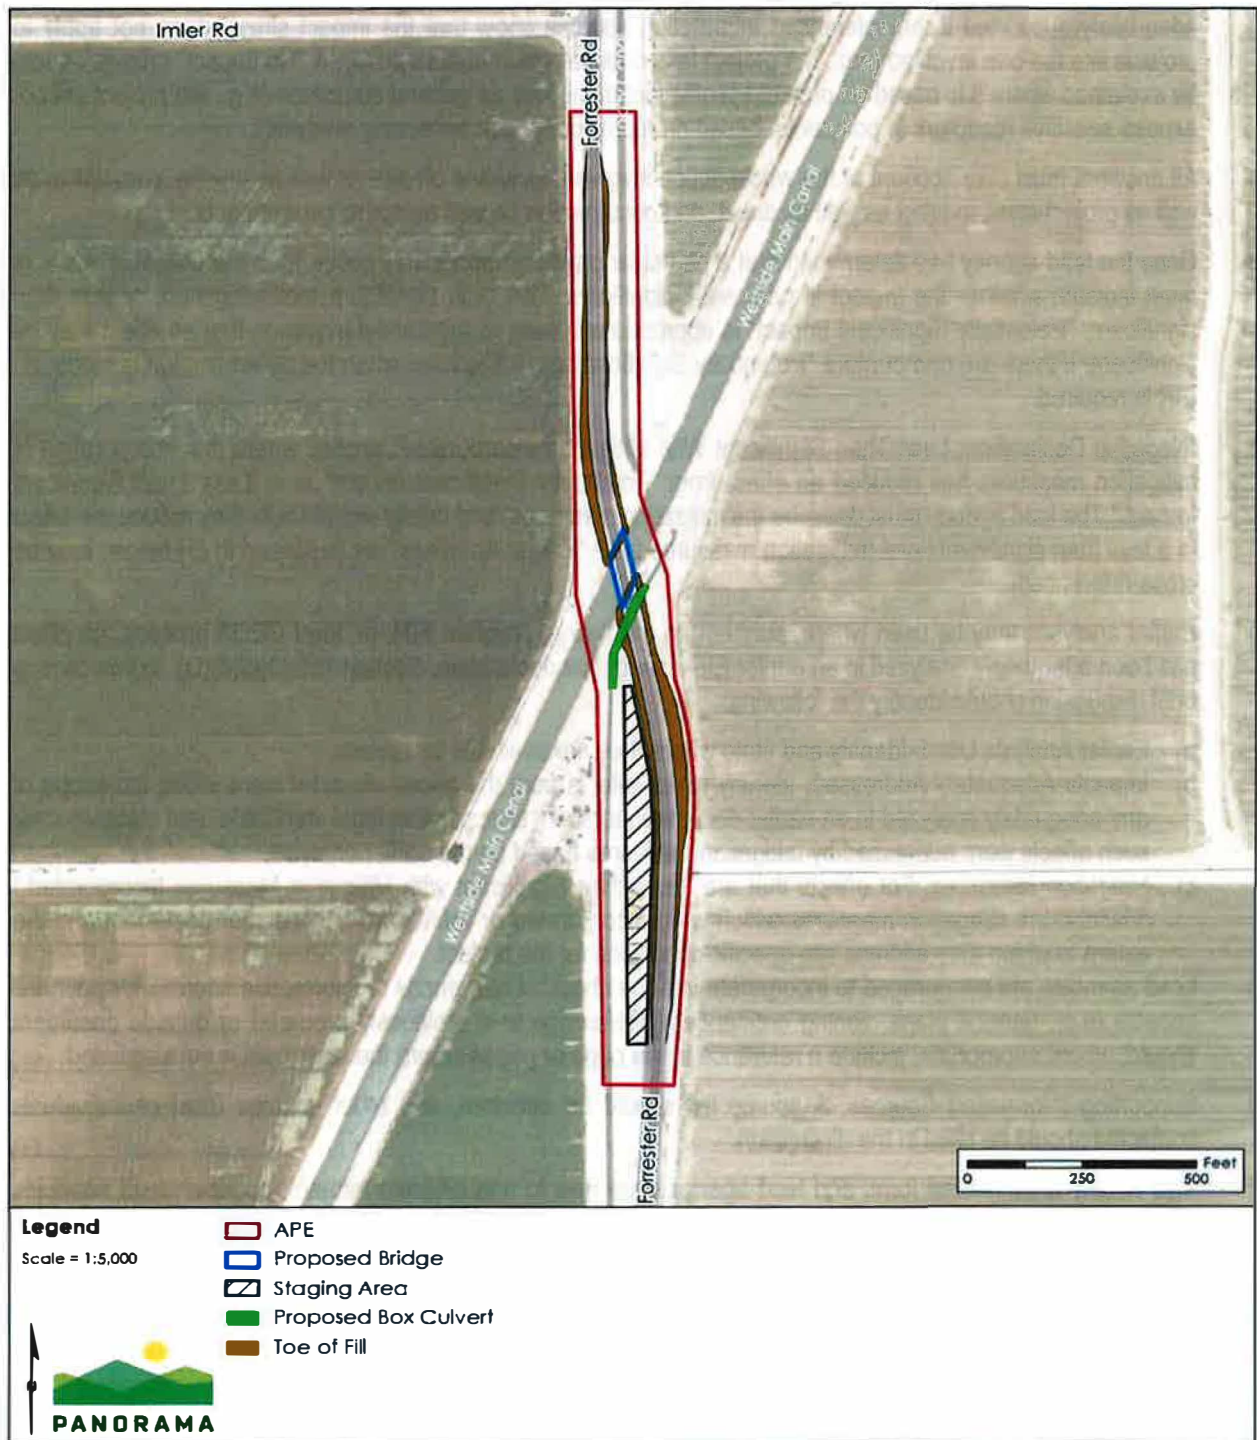 Imler Rd
Forrester Rd
Westside Main Canal
Westside Main Canal
Forrester Rd
Feet
0 250 500
Legend
Scale = 1:5,000
APE
Proposed Bridge
Staging Area
Proposed Box Culvert
Toe of Fill
N
PANORAMA